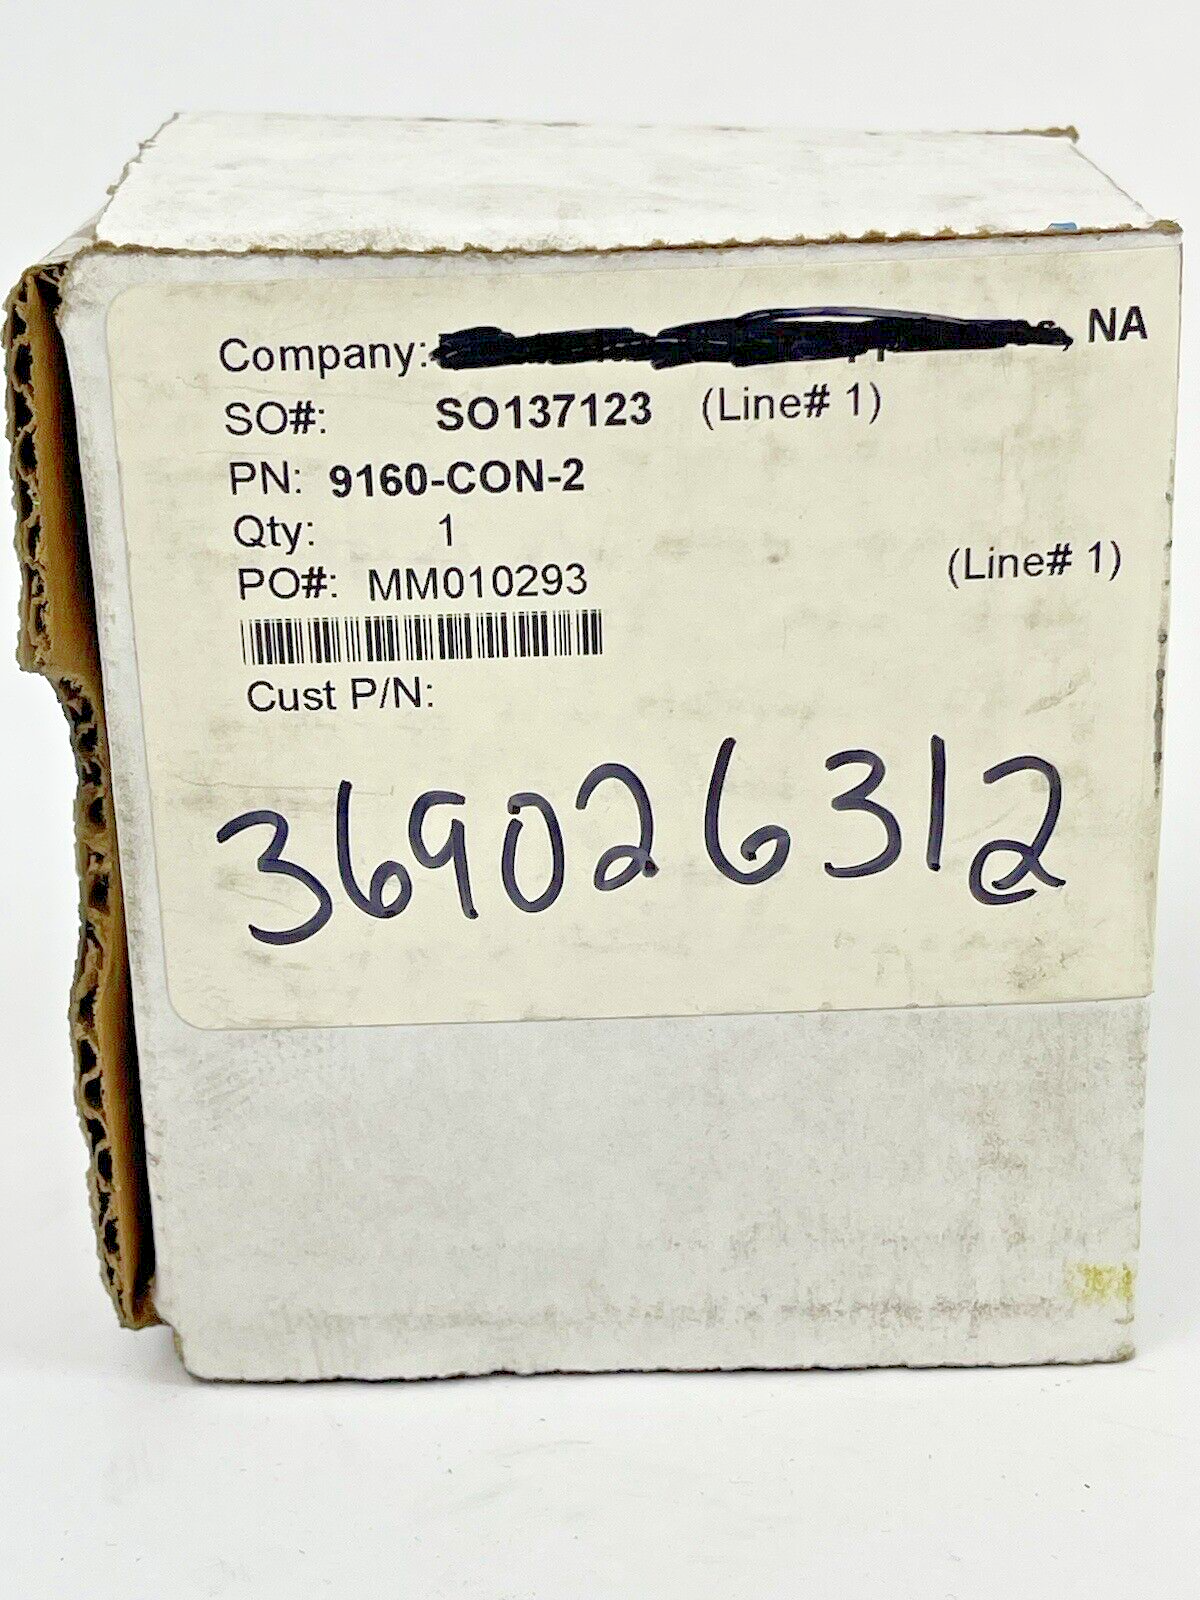 Company: , NA
SO#: SO137123 (Line# 1)
PN: 9160-CON-2
Qty: 1
PO#: MM010293 (Line# 1)
Cust P/N:
369026312